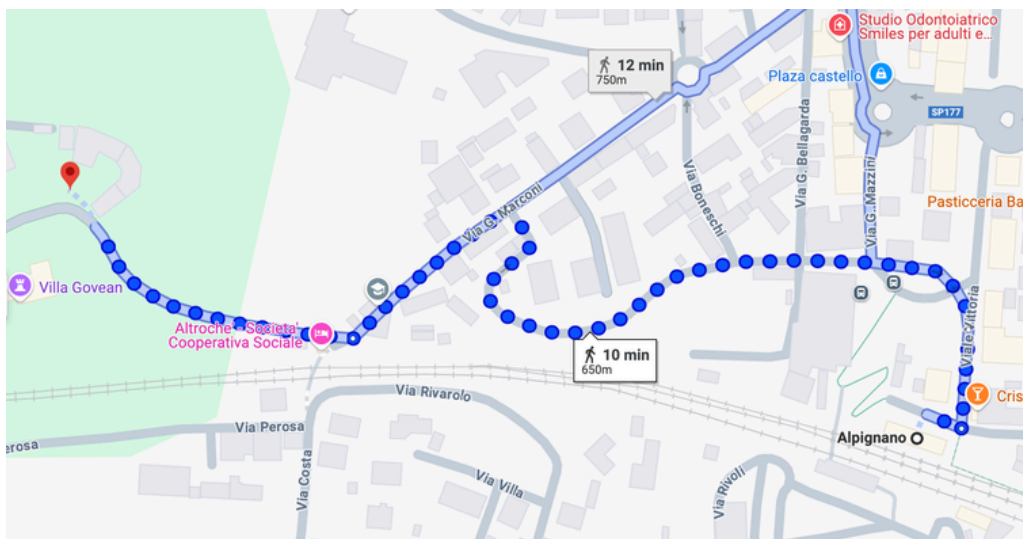 Studio Odontoiatrico
Smiles per adulti e...
12 min
750m
Plaza castello
SP177
Via G. Bellagarda
Via G. Marconi
Via Boneschi
Via G. Mazzini
Pasticceria Ba
Villa Govean
Altroche - Societa'
Cooperativa Sociale
10 min
650m
Viale Vittoria
Via Rivarolo
Cris
Via Perosa
erosa
Alpignano
Via Costa
Via Villa
Via Rivoli